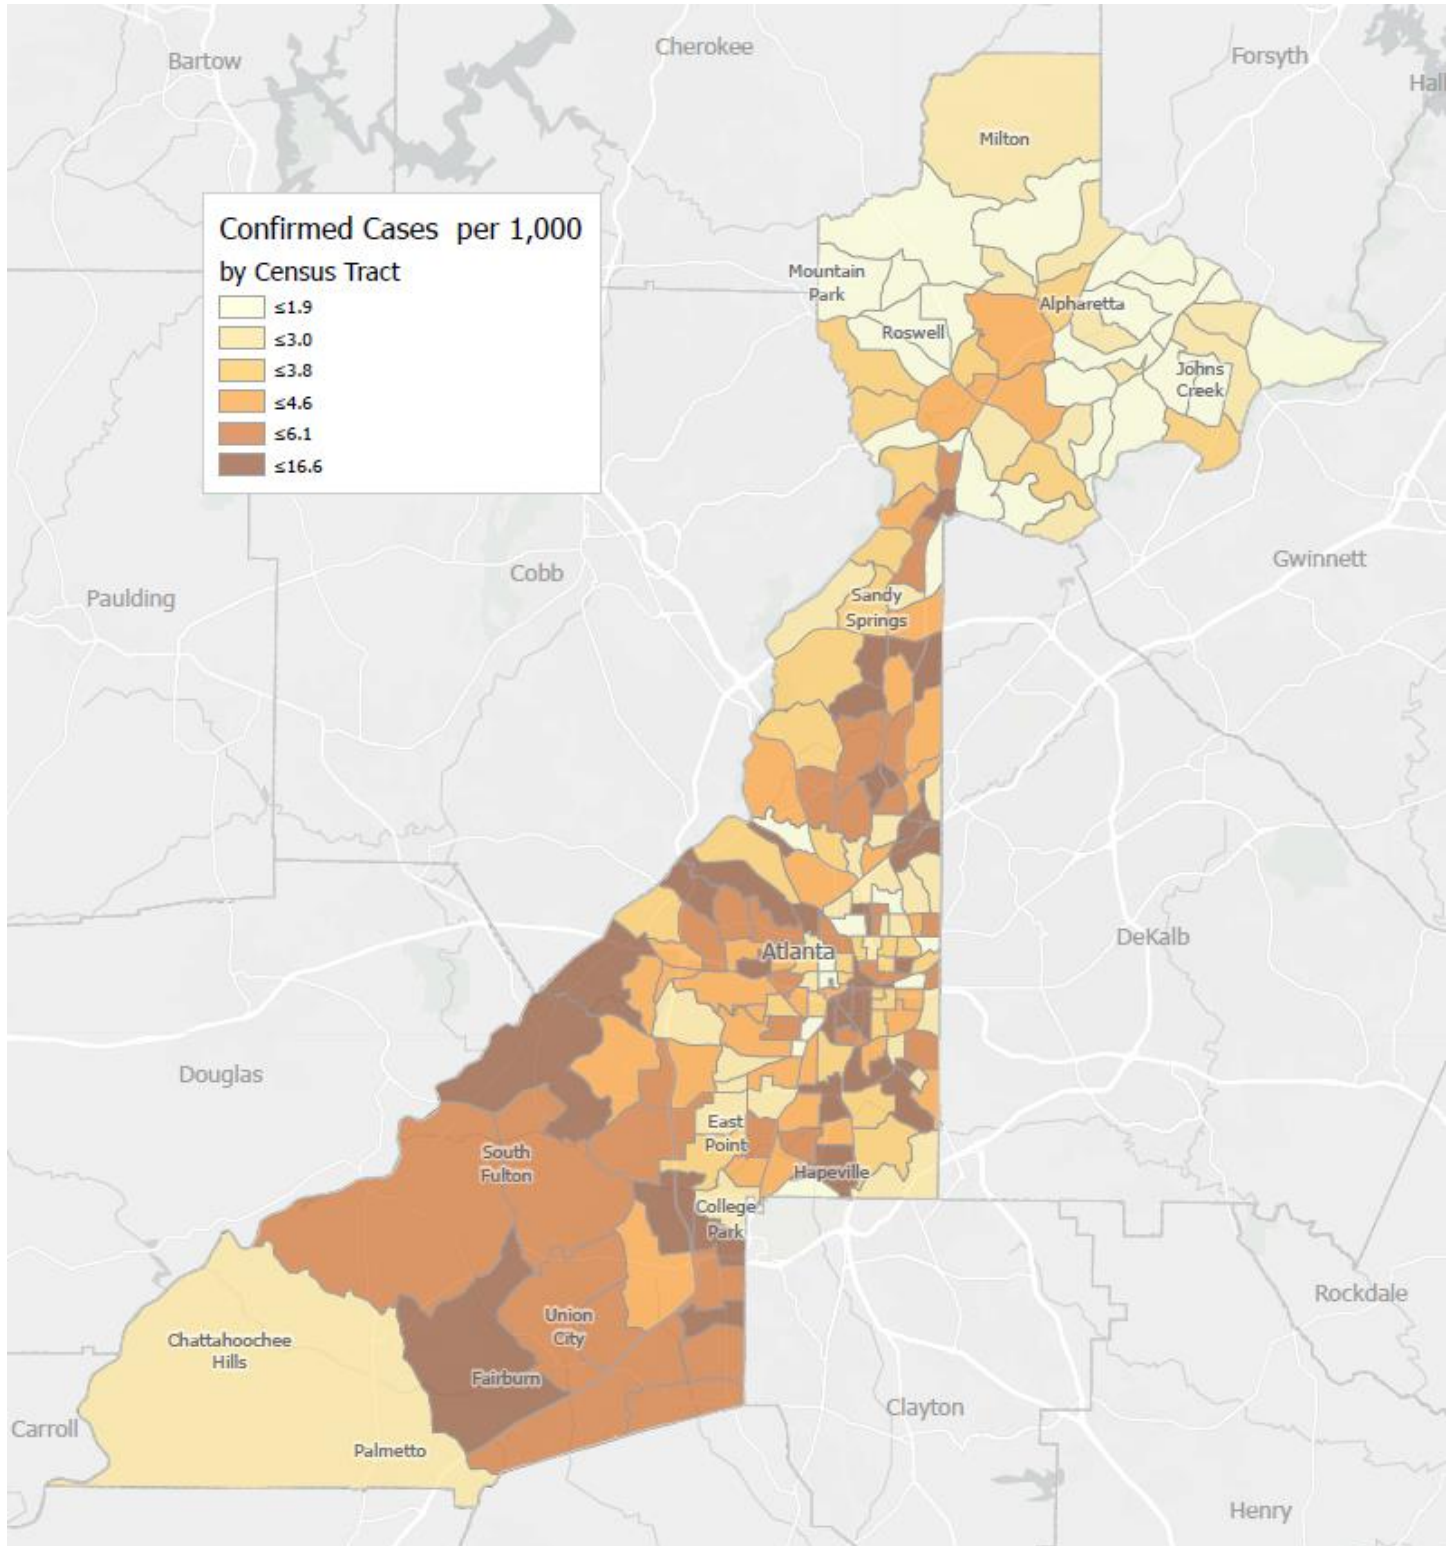 Bartow
Cherokee
Forsyth
Hall
Milton
Confirmed Cases per 1,000
by Census Tract
≤1.9
≤3.0
≤3.8
≤4.6
≤6.1
≤16.6
Mountain
Park
Alpharetta
Roswell
Johns
Creek
Gwinnett
Cobb
Paulding
Sandy
Springs
Atlanta
DeKalb
Douglas
East
Point
South
Fulton
Hapeville
College
Park
Rockdale
Union
City
Chattahoochee
Hills
Fairburn
Clayton
Carroll
Palmetto
Henry